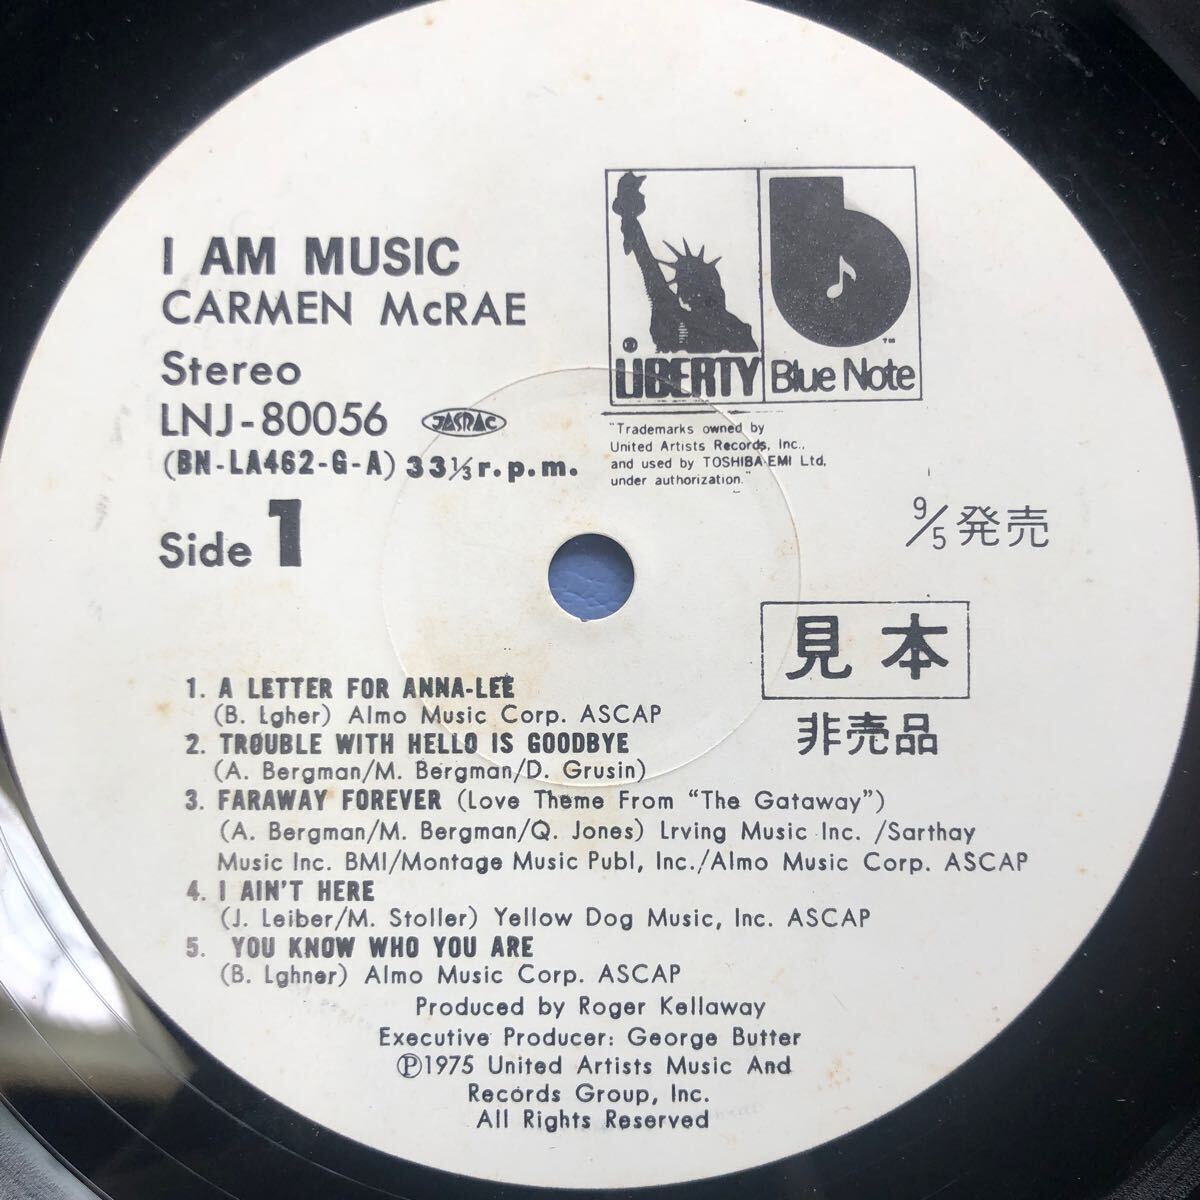 I AM MUSIC
CARMEN McRAE
Stereo
LNJ-80056 JASRAC
(BN-LA462-G-A) 33 1/3 r.p.m.
Side 1
LIBERTY
Blue Note
TM
"Trademarks owned by
United Artists Records, Inc.,
and used by TOSHIBA·EMI Ltd,
under authorization."
9/5 発売
見本
非売品
1. A LETTER FOR ANNA-LEE
(B. Lgher) Almo Music Corp. ASCAP
2. TROUBLE WITH HELLO IS GOODBYE
(A. Bergman/M. Bergman/D. Grusin)
3. FARAWAY FOREVER (Love Theme From "The Gataway")
(A. Bergman/M. Bergman/Q. Jones) Lrving Music Inc. /Sarthay
Music Inc. BMI/Montage Music Publ, Inc./Almo Music Corp. ASCAP
4. I AIN'T HERE
(J. Leiber/M. Stoller) Yellow Dog Music, Inc. ASCAP
5. YOU KNOW WHO YOU ARE
(B. Lghner) Almo Music Corp. ASCAP
Produced by Roger Kellaway
Executive Producer: George Butter
Ⓟ1975 United Artists Music And
Records Group, Inc.
All Rights Reserved